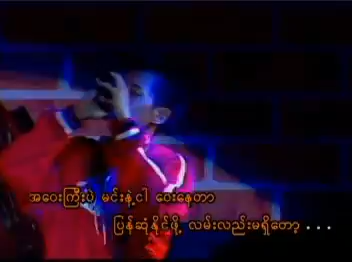 အဝေးကြီးပဲ မင်းနဲ့ငါ ဝေးနေတာ
ပြန်ဆုံနိုင်ဖို့ လမ်းလည်းမရှိတော့ . . .